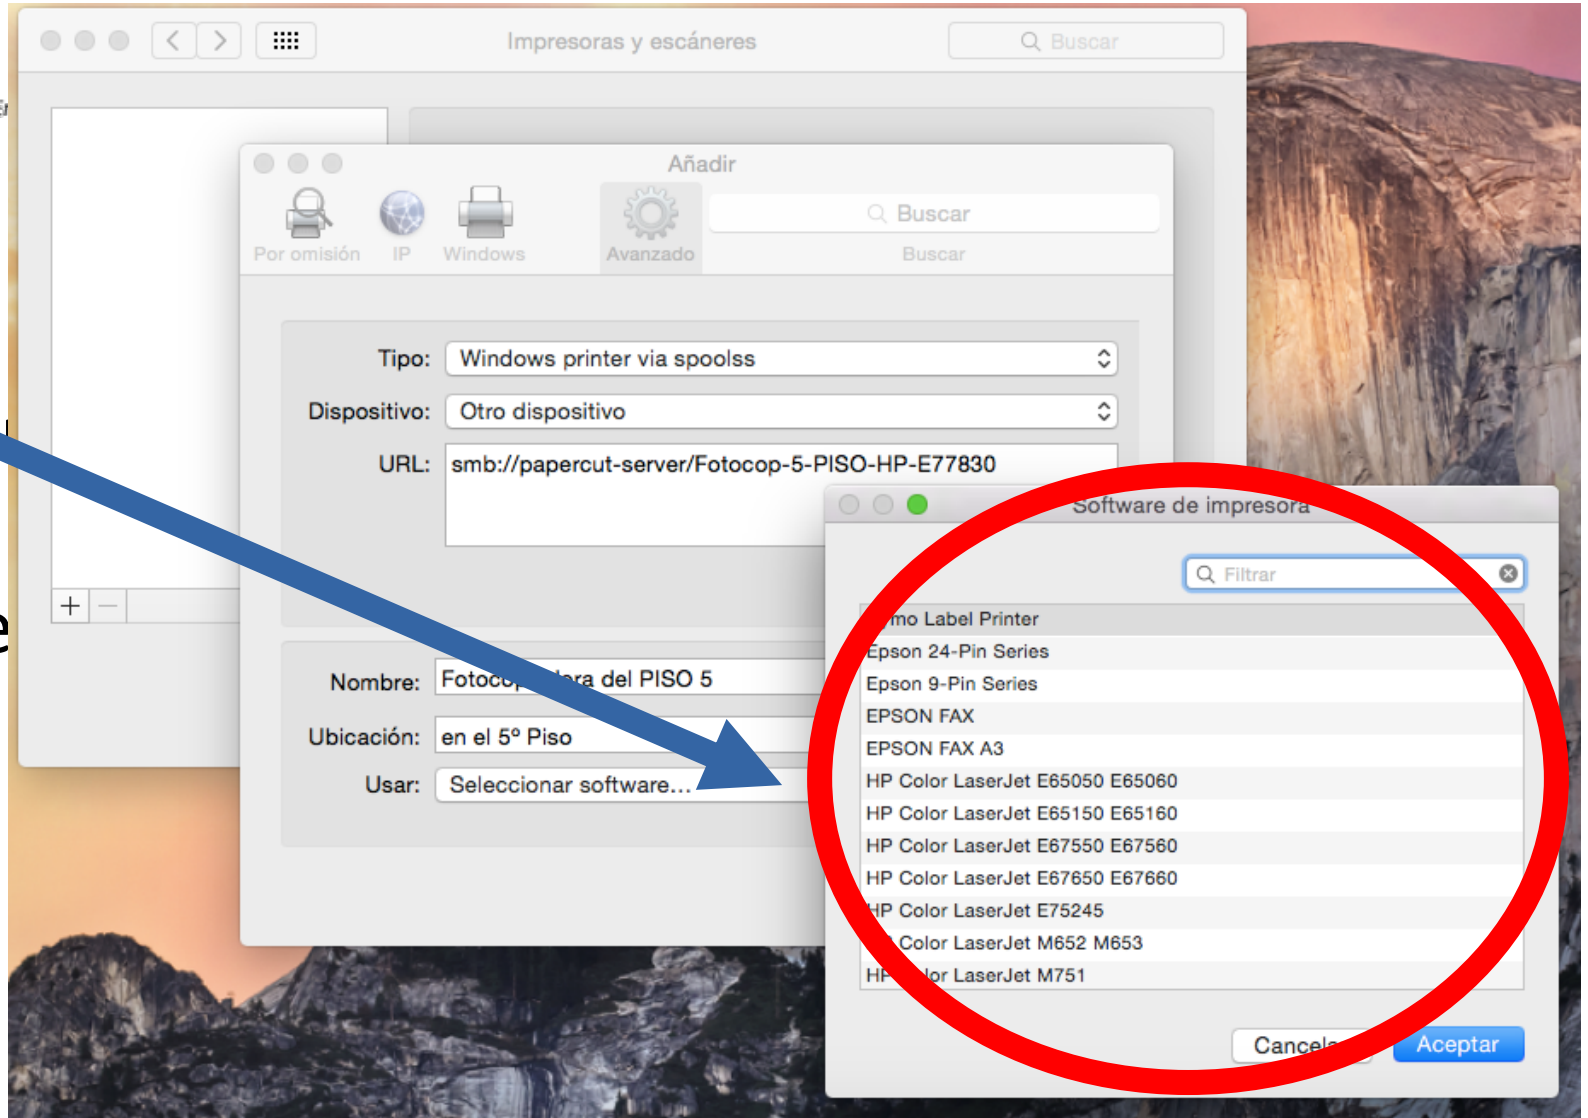 Impresoras y escáneres
Buscar
Añadir
Buscar
Por omisión
IP
Windows
Avanzado
Buscar
Tipo:
Windows printer via spoolss
Dispositivo:
Otro dispositivo
URL:
smb://papercut-server/Fotocop-5-PISO-HP-E77830
Nombre:
del PISO 5
Ubicación:
en el 5º Piso
Usar:
Seleccionar software...
Software de impresora
Filtrar
Label Printer
Epson 24-Pin Series
Epson 9-Pin Series
EPSON FAX
EPSON FAX A3
HP Color LaserJet E65050 E65060
HP Color LaserJet E65150 E65160
HP Color LaserJet E67550 E67560
HP Color LaserJet E67650 E67660
HP Color LaserJet E75245
Color LaserJet M652 M653
HP Color LaserJet M751
Aceptar